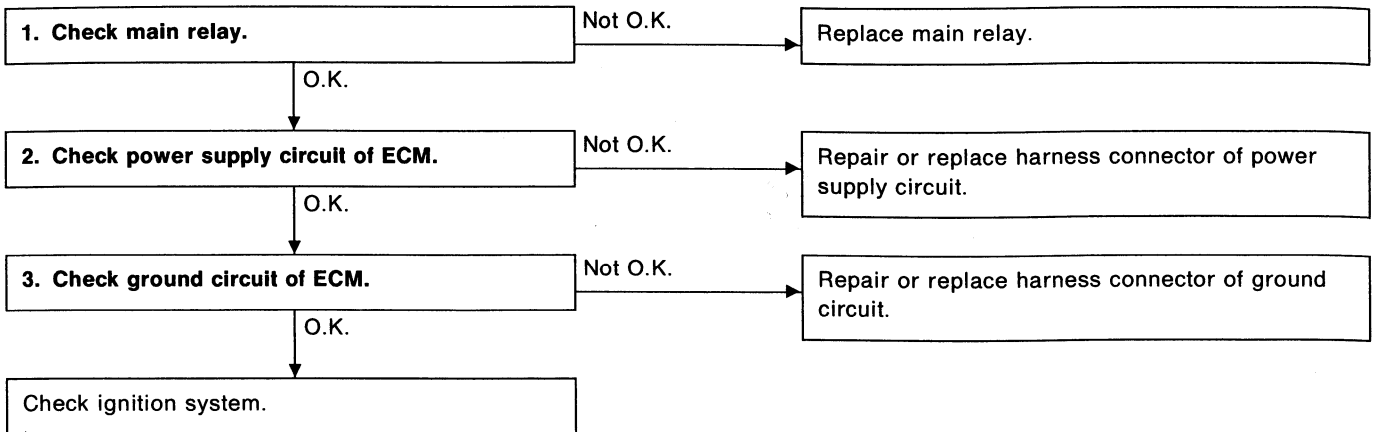 1. Check main relay.
Not O.K.
Replace main relay.
O.K.
2. Check power supply circuit of ECM.
Not O.K.
Repair or replace harness connector of power
supply circuit.
O.K.
3. Check ground circuit of ECM.
Not O.K.
Repair or replace harness connector of ground
circuit.
O.K.
Check ignition system.